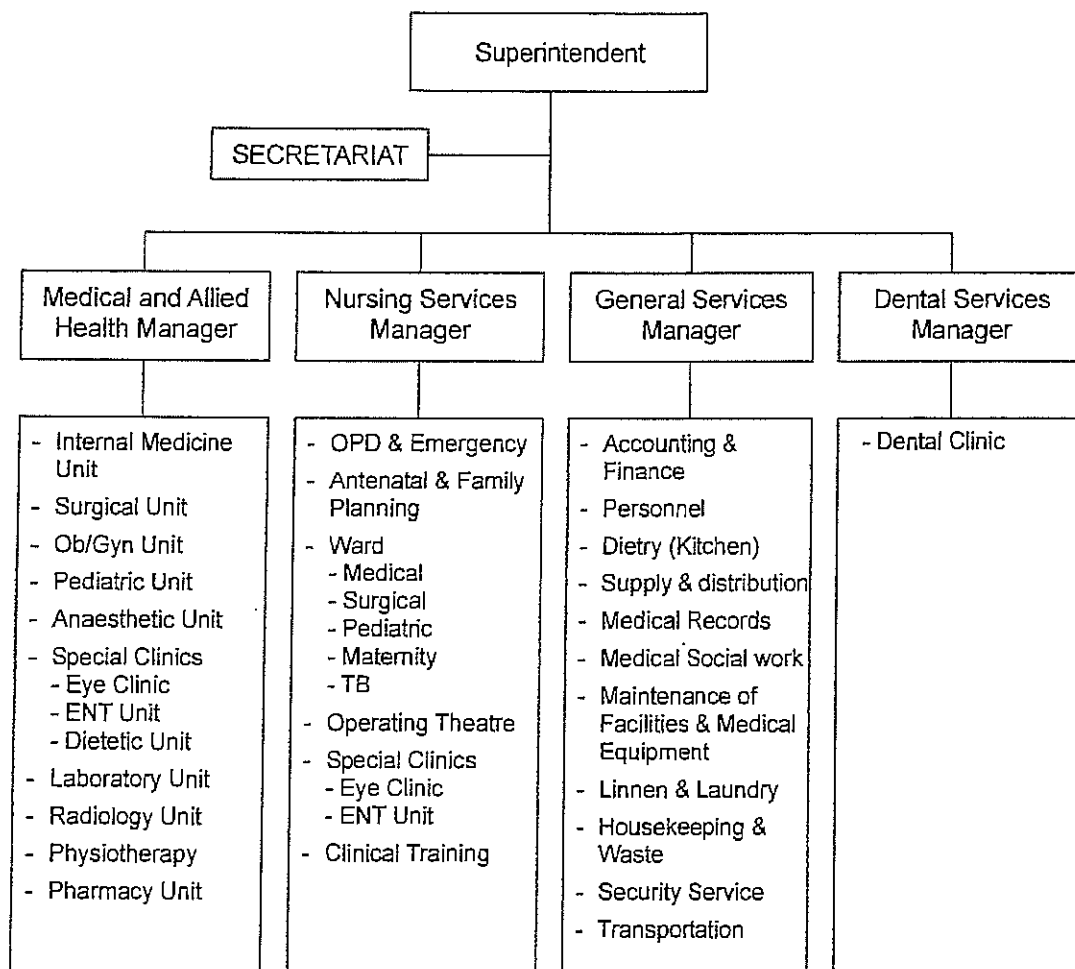 Superintendent
SECRETARIAT
Medical and Allied
Health Manager
Nursing Services
Manager
General Services
Manager
Dental Services
Manager
- Internal Medicine
Unit
- Surgical Unit
- Ob/Gyn Unit
- Pediatric Unit
- Anaesthetic Unit
- Special Clinics
- Eye Clinic
- ENT Unit
- Dietetic Unit
- Laboratory Unit
- Radiology Unit
- Physiotherapy
- Pharmacy Unit
- OPD & Emergency
- Antenatal & Family
Planning
- Ward
- Medical
- Surgical
- Pediatric
- Maternity
- TB
- Operating Theatre
- Special Clinics
- Eye Clinic
- ENT Unit
- Clinical Training
- Accounting &
Finance
- Personnel
- Dietry (Kitchen)
- Supply & distribution
- Medical Records
- Medical Social work
- Maintenance of
Facilities & Medical
Equipment
- Linnen & Laundry
- Housekeeping &
Waste
- Security Service
- Transportation
- Dental Clinic